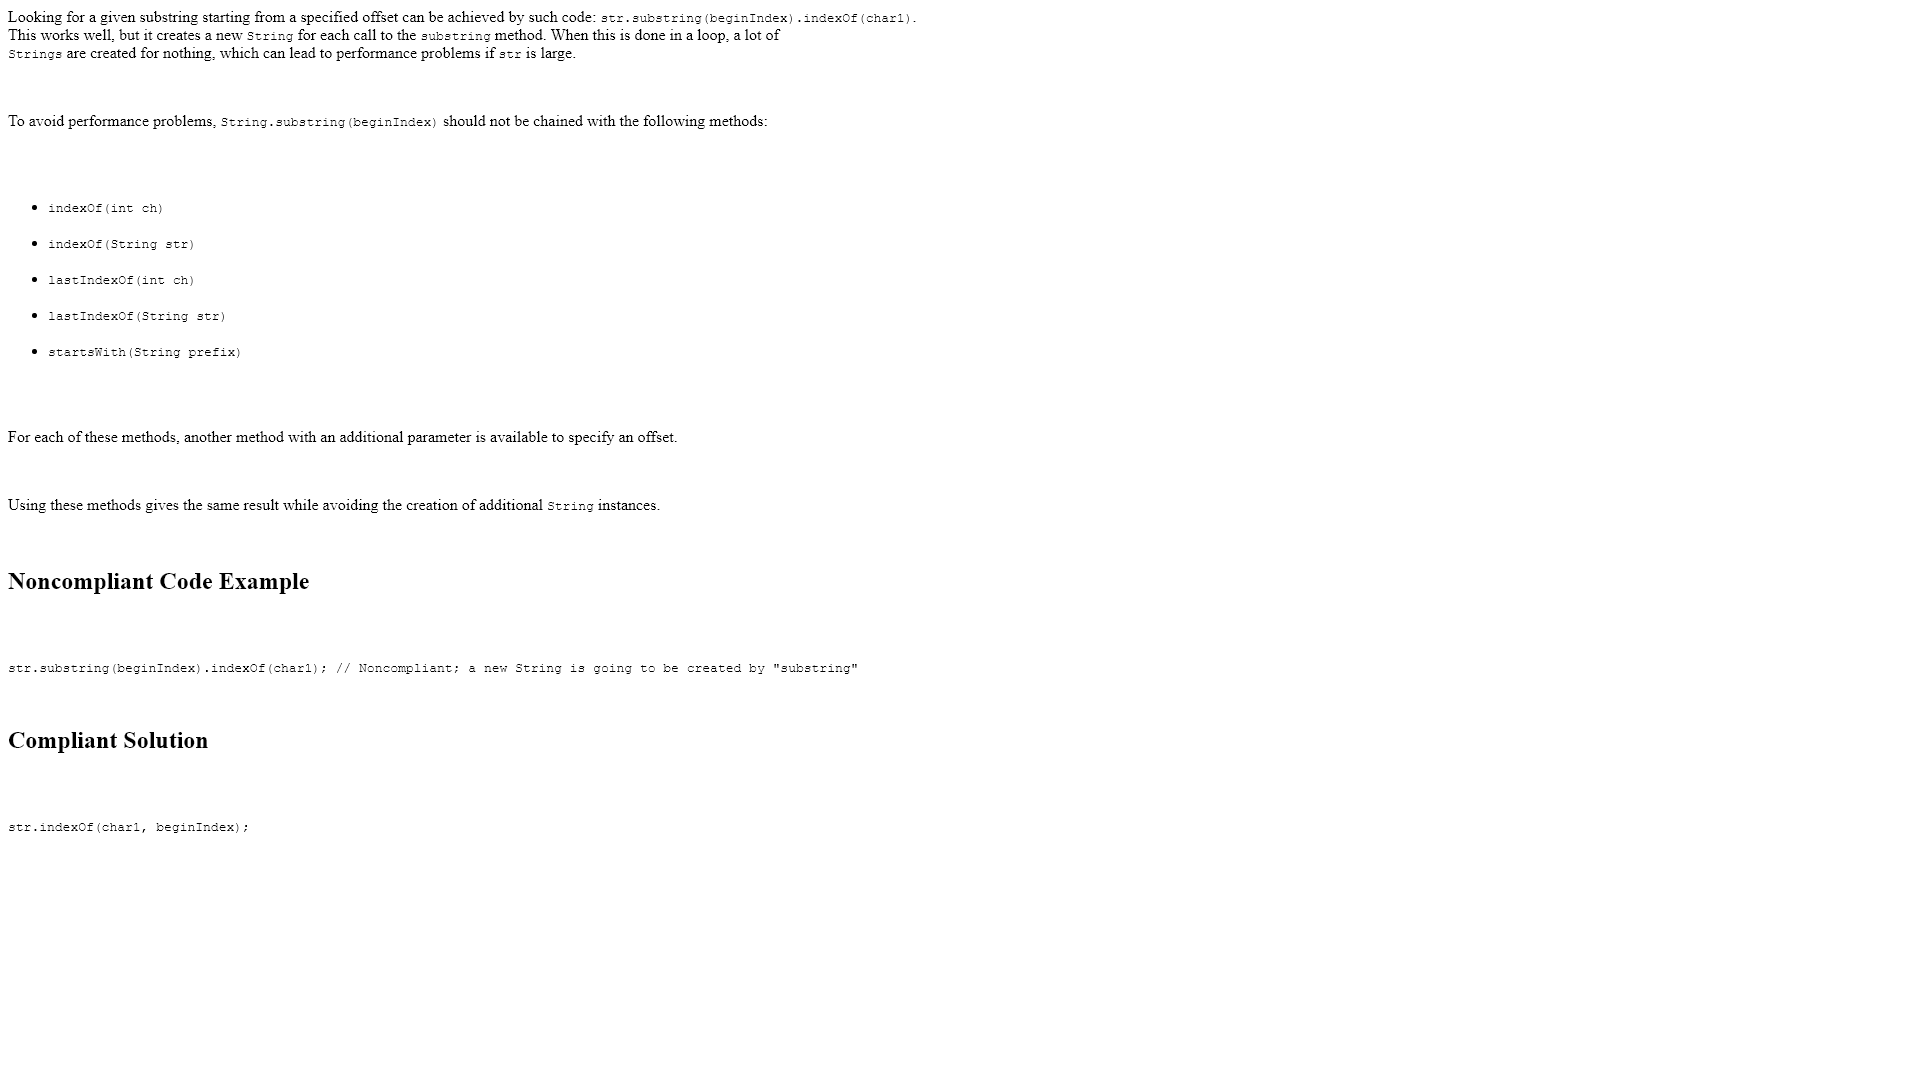 Looking for a given substring starting from a specified offset can be achieved by such code: str.substring(beginIndex).indexOf(char1).
This works well, but it creates a new String for each call to the substring method. When this is done in a loop, a lot of
Strings are created for nothing, which can lead to performance problems if str is large.
To avoid performance problems, String.substring(beginIndex) should not be chained with the following methods:
• indexOf(int ch)
• indexOf(String str)
• lastIndexOf(int ch)
• lastIndexOf(String str)
• startsWith(String prefix)
For each of these methods, another method with an additional parameter is available to specify an offset.
Using these methods gives the same result while avoiding the creation of additional String instances.
Noncompliant Code Example
str.substring(beginIndex).indexOf(char1); // Noncompliant; a new String is going to be created by "substring"
Compliant Solution
str.indexOf(char1, beginIndex);